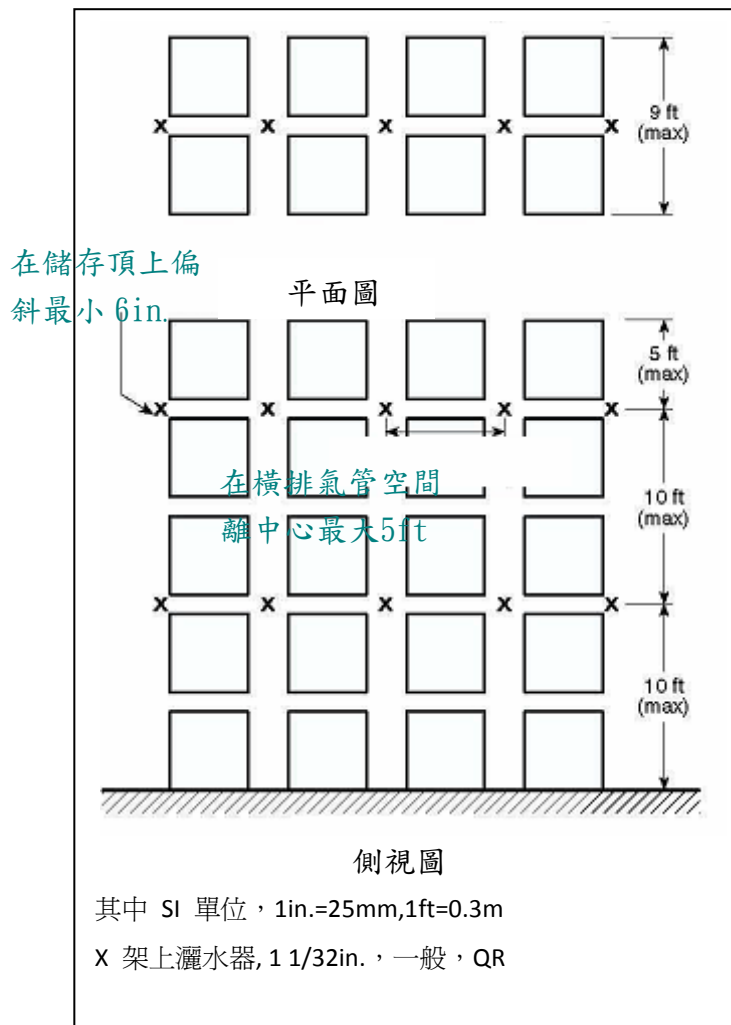 x x x x x
9 ft
(max)
在儲存頂上偏
斜最小 6in.
平面圖
5 ft
(max)
x x x x x
在橫排氣管空間
離中心最大5ft
10 ft
(max)
x x x x x
10 ft
(max)
側視圖
其中 SI 單位，1in.=25mm,1ft=0.3m
X 架上灑水器, 1 1/32in.，一般，QR